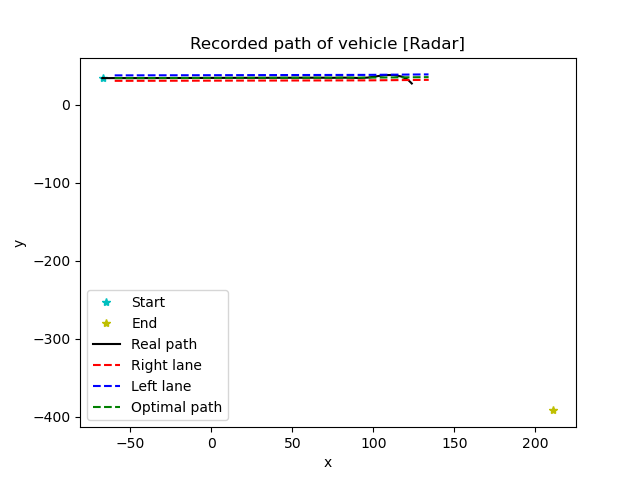 Recorded path of vehicle [Radar]
0
−100
−200
−300
−400
y
Start
End
Real path
Right lane
Left lane
Optimal path
−50
0
50
100
150
200
x